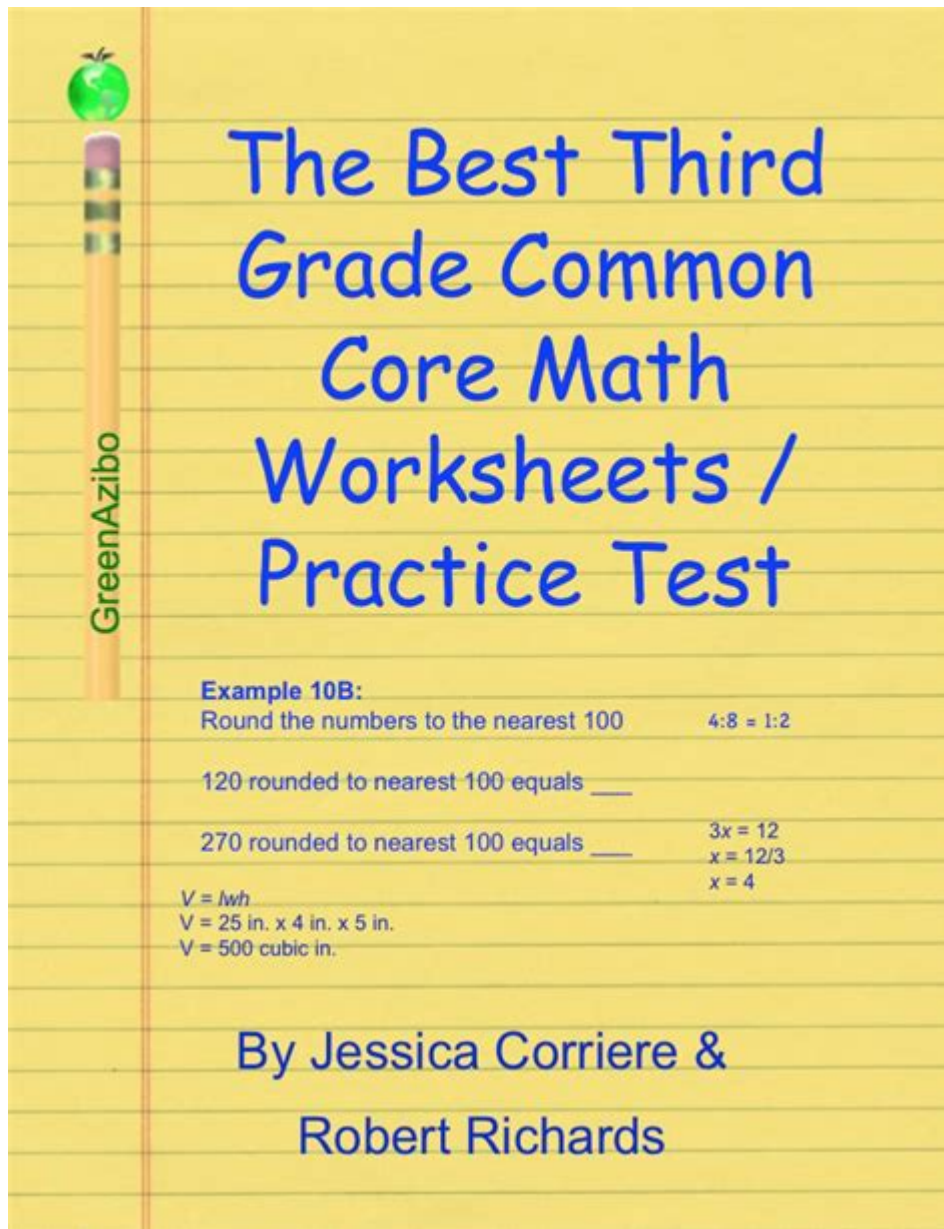 The Best Third
Grade Common
Core Math
Worksheets /
Practice Test
GreenAzibo
Example 10B:
Round the numbers to the nearest 100
4:8 = 1:2
120 rounded to nearest 100 equals ___
270 rounded to nearest 100 equals ___
3x = 12
x = 12/3
x = 4
V = lwh
V = 25 in. x 4 in. x 5 in.
V = 500 cubic in.
By Jessica Corriere &
Robert Richards